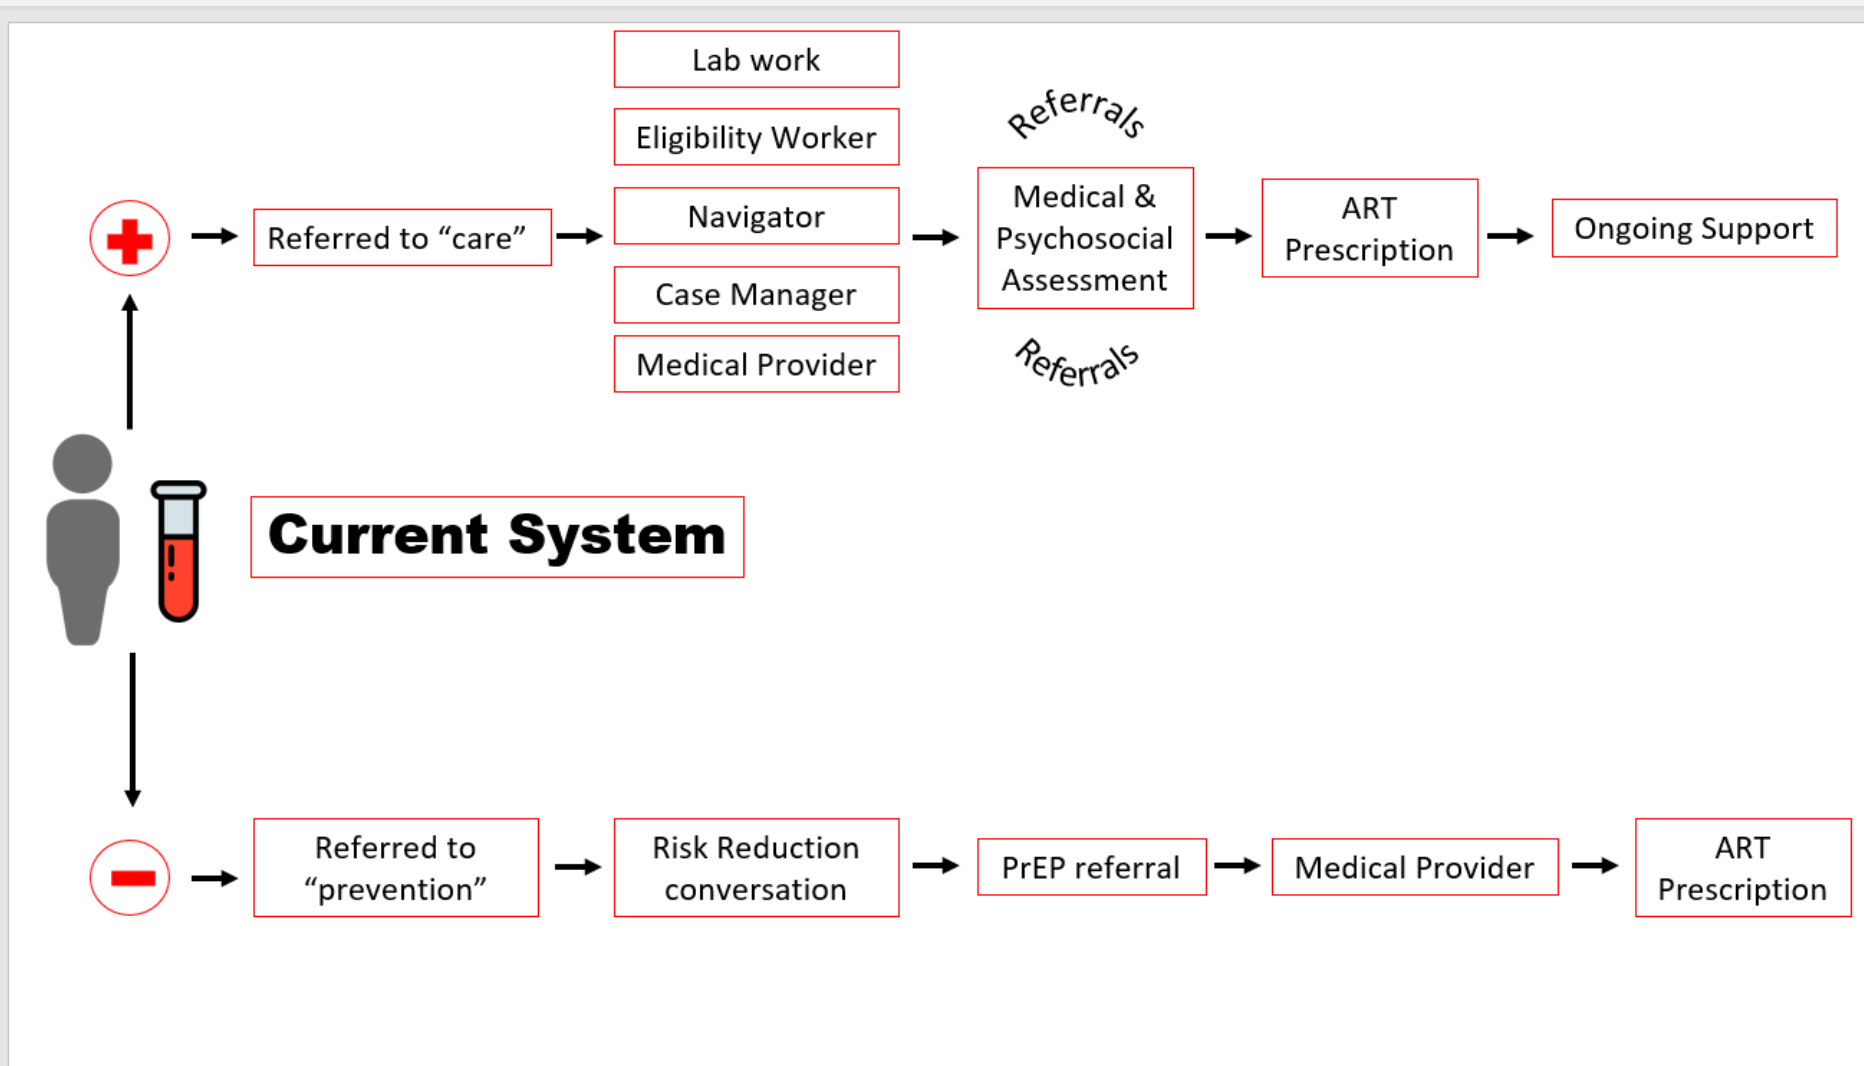 Lab work
Eligibility Worker
Navigator
Case Manager
Medical Provider
Referred to “care”
Referrals
Medical &
Psychosocial
Assessment
Referrals
ART
Prescription
Ongoing Support
Current System
Referred to
“prevention”
Risk Reduction
conversation
PrEP referral
Medical Provider
ART
Prescription